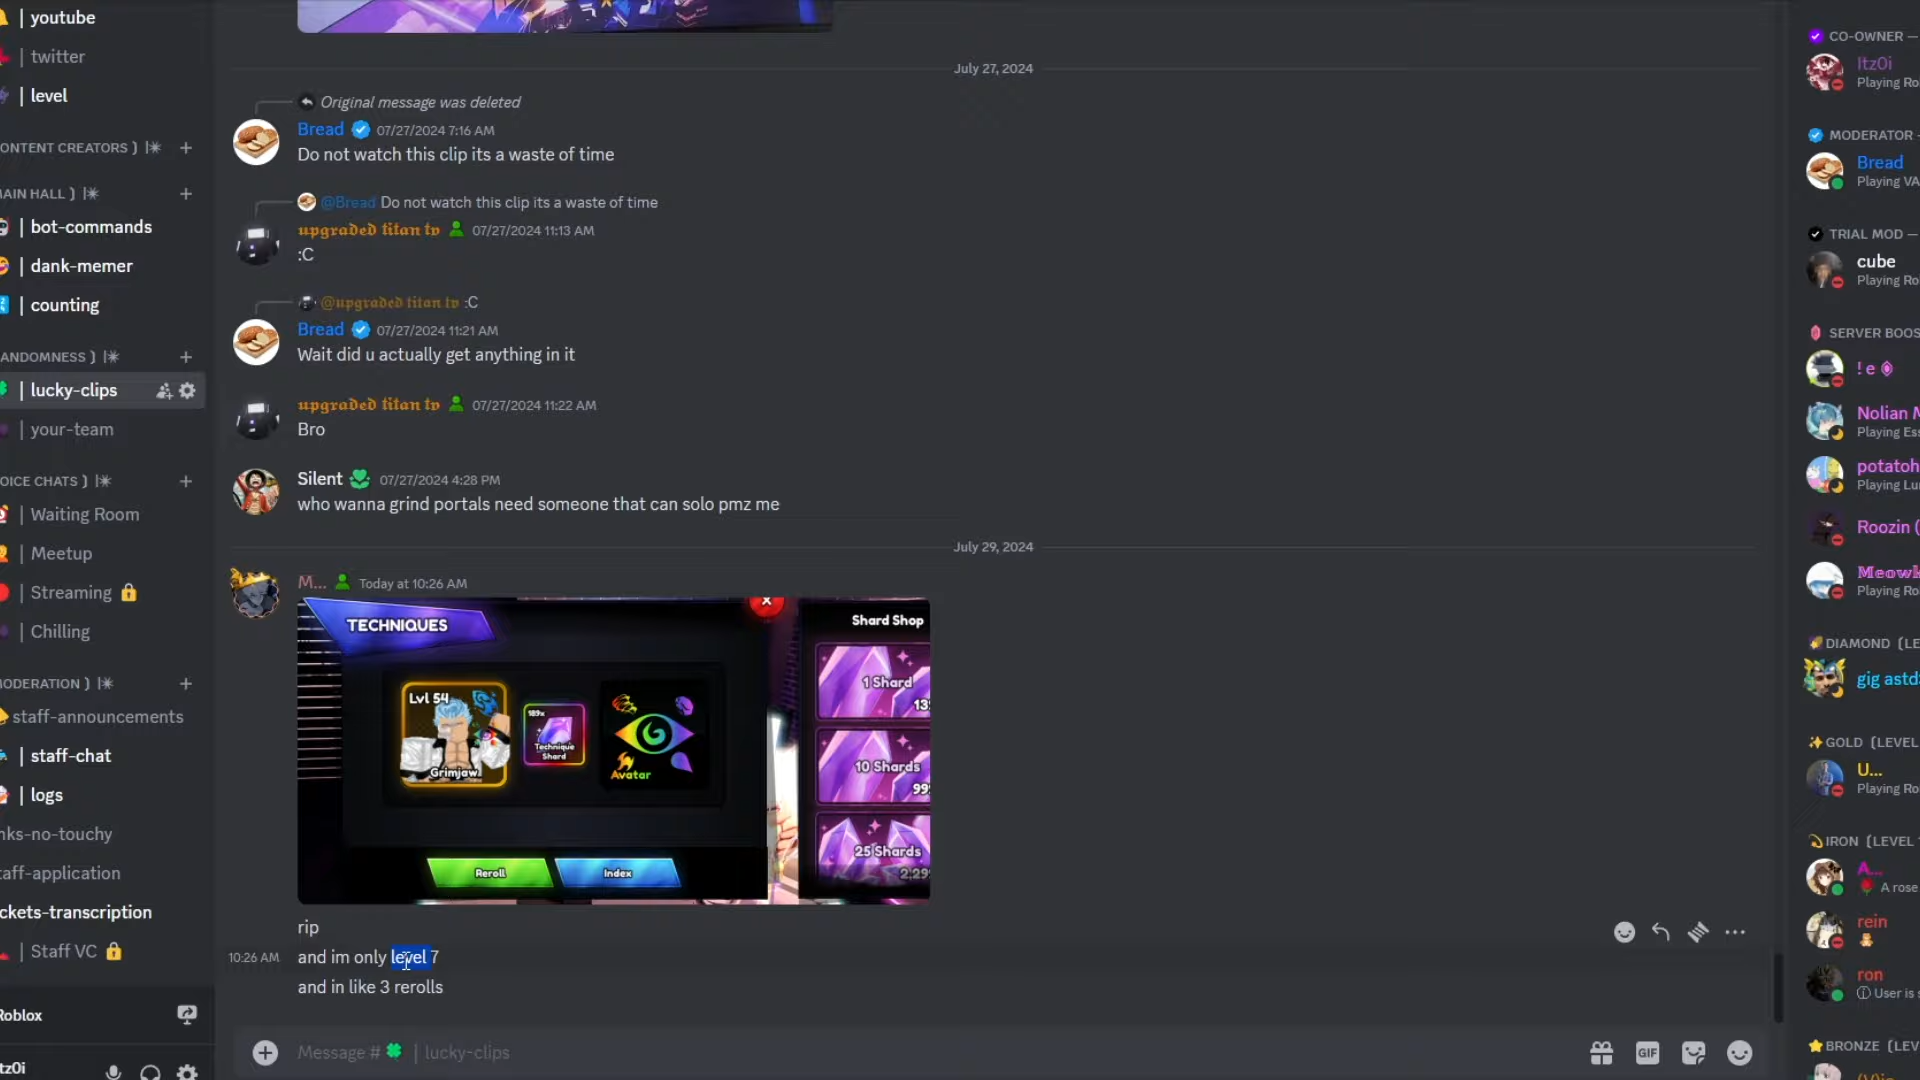 youtube
twitter
level
ONTENT CREATORS ) |
AIN HALL ) |
bot-commands
dank-memer
counting
ANDOMNESS ) |
lucky-clips
your-team
OICE CHATS ) |
Waiting Room
Meetup
Streaming
Chilling
ODERATION ) |
staff-announcements
staff-chat
logs
nks-no-touchy
aff-application
ckets-transcription
Staff VC
Roblox
tz0i
July 27, 2024
Original message was deleted
Bread 07/27/2024 7:16 AM
Do not watch this clip its a waste of time
@Bread Do not watch this clip its a waste of time
upgraded titan tv 07/27/2024 11:13 AM
:C
@upgraded titan tv :C
Bread 07/27/2024 11:21 AM
Wait did u actually get anything in it
upgraded titan tv 07/27/2024 11:22 AM
Bro
Silent 07/27/2024 4:28 PM
who wanna grind portals need someone that can solo pmz me
July 29, 2024
M... Today at 10:26 AM
TECHNIQUES
Lvl 54
Grimjaw
189x
Technique
Shard
Avatar
Reroll
Index
Shard Shop
1 Shard
13
10 Shards
99
25 Shards
2,29
rip
10:26 AM and im only level 7
and in like 3 rerolls
Message # | lucky-clips
GIF
CO-OWNER —
Itz0i
Playing Ro
MODERATOR -
Bread
Playing VA
TRIAL MOD —
cube
Playing Ro
SERVER BOOS
! e
Nolian M
Playing Ess
potatoh
Playing Lu
Roozin (
Meowk
Playing Ro
DIAMOND (LE
gig astd
GOLD (LEVEL
U...
Playing Ro
IRON (LEVEL
A...
A rose
rein
ron
User is s
BRONZE (LEV